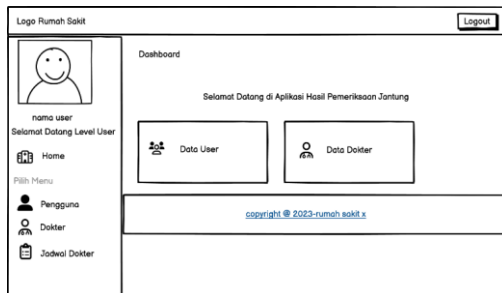 Logo Rumah Sakit
Logout
nama user
Selamat Datang Level User
Home
Pilih Menu
Pengguna
Dokter
Jadwal Dokter
Dashboard
Selamat Datang di Aplikasi Hasil Pemeriksaan Jantung
Data User
Data Dokter
copyright @ 2023-rumah sakit x